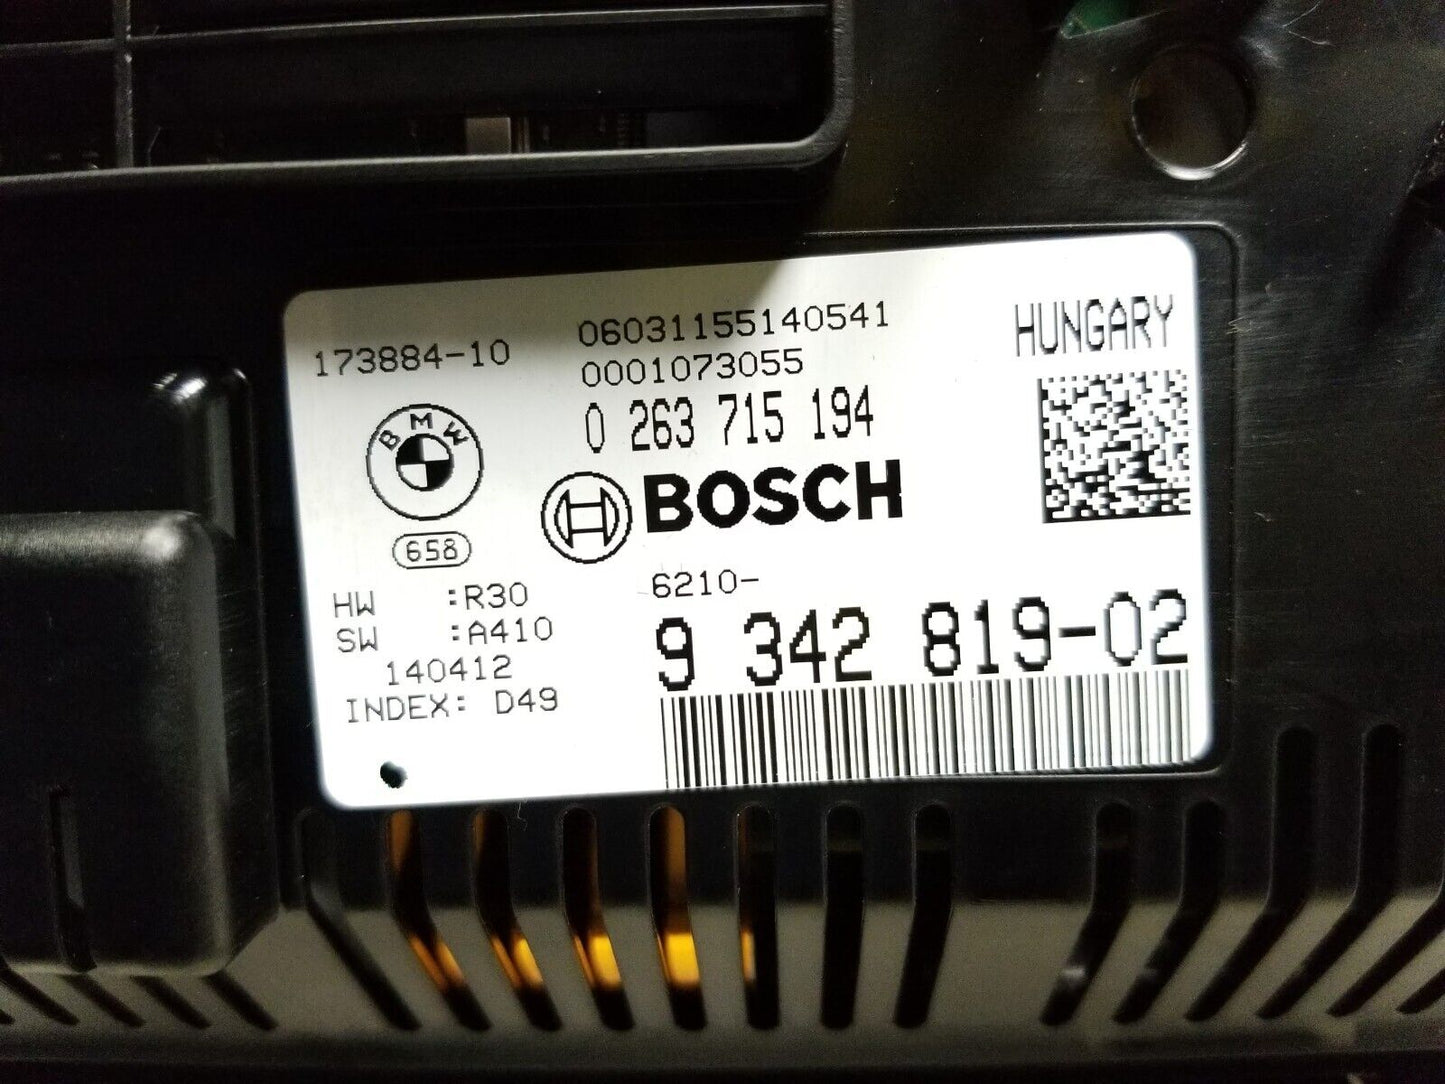 173884-10
06031155140541
0001073055
0 263 715 194
HUNGARY
BMW
BOSCH
658
HW :R30
SW :A410
140412
INDEX: D49
6210-
9 342 819-02